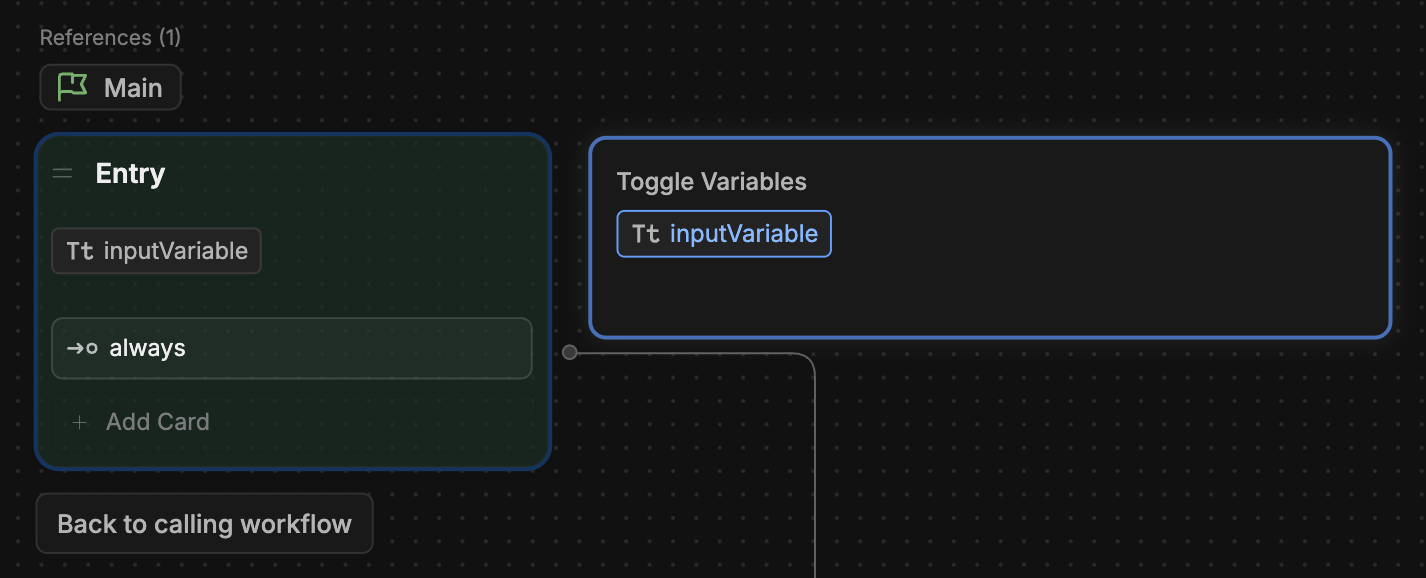 References (1)
Main
Entry
Tt inputVariable
always
+ Add Card
Back to calling workflow
Toggle Variables
Tt inputVariable